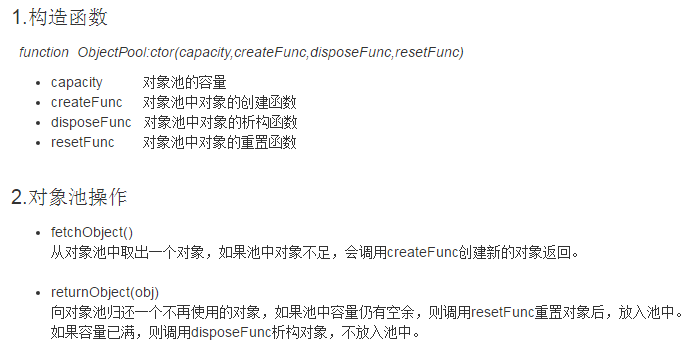 1.构造函数
function ObjectPool:ctor(capacity,createFunc,disposeFunc,resetFunc)
capacity 对象池的容量
createFunc 对象池中对象的创建函数
disposeFunc 对象池中对象的析构函数
resetFunc 对象池中对象的重置函数
2.对象池操作
fetchObject()
从对象池中取出一个对象，如果池中对象不足，会调用createFunc创建新的对象返回。
returnObject(obj)
向对象池归还一个不再使用的对象，如果池中容量仍有空余，则调用resetFunc重置对象后，放入池中。
如果容量已满，则调用disposeFunc析构对象，不放入池中。